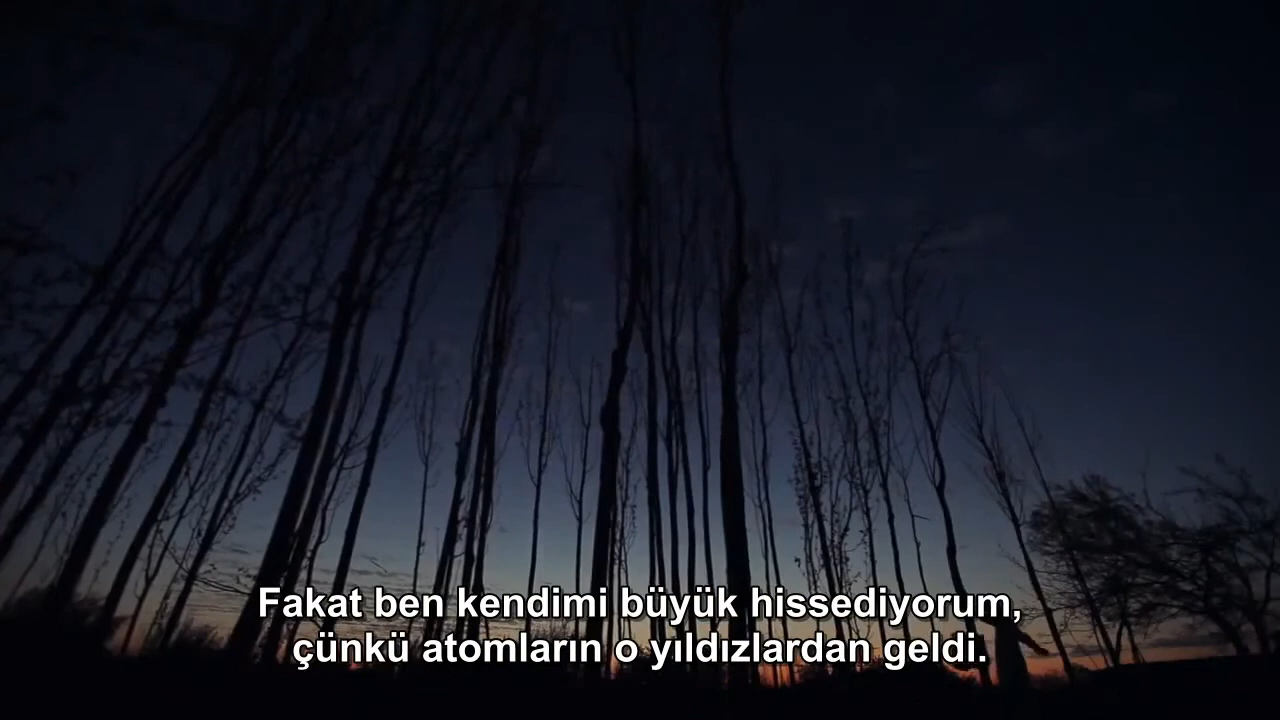 Fakat ben kendimi büyük hissediyorum,
çünkü atomların o yıldızlardan geldi.